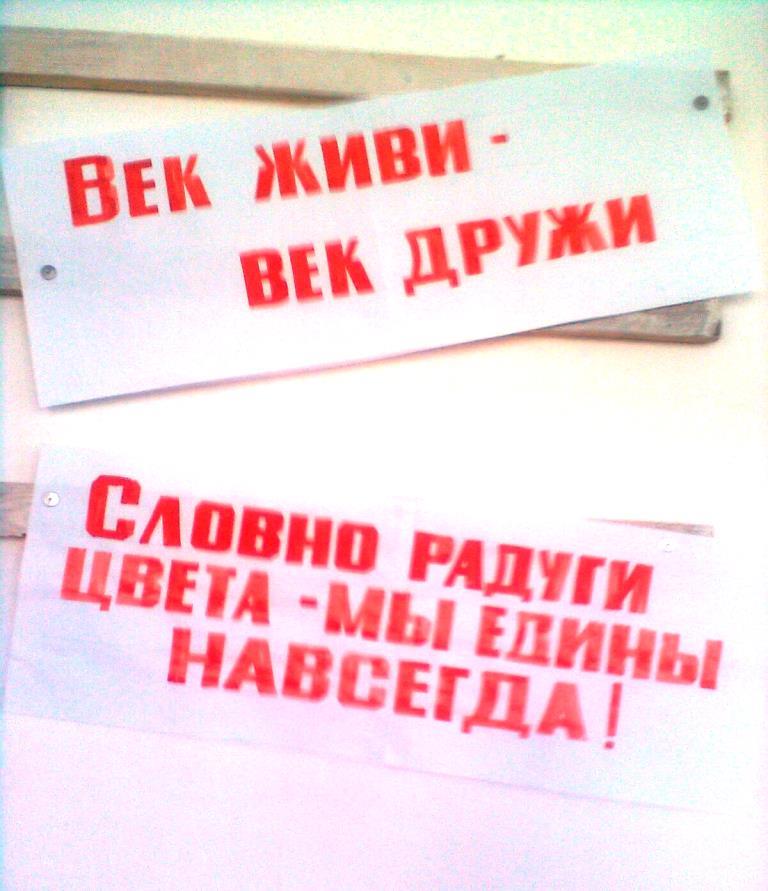 Век живи -
век дружи
Словно радуги
цвета - мы едины
навсегда!